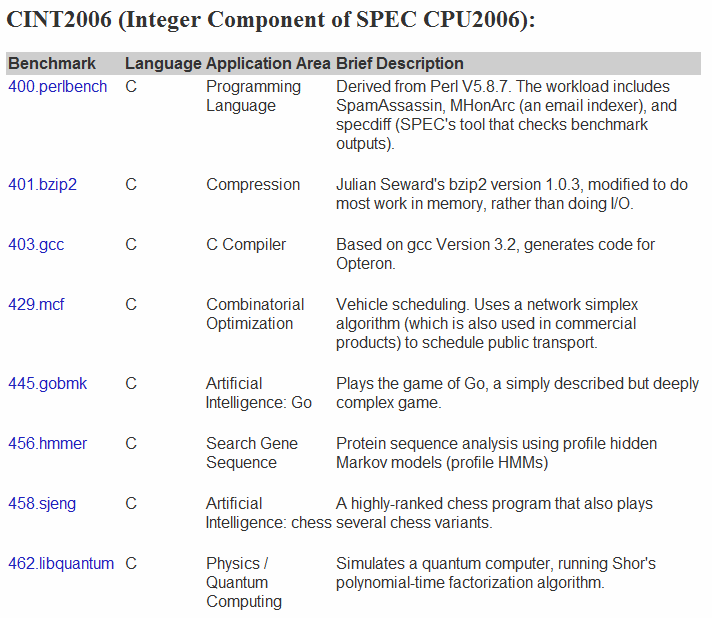 CINT2006 (Integer Component of SPEC CPU2006):
Benchmark Language Application Area Brief Description
400.perlbench C Programming Derived from Perl V5.8.7. The workload includes
Language SpamAssassin, MHonArc (an email indexer), and
specdiff (SPEC's tool that checks benchmark
outputs).
401.bzip2 C Compression Julian Seward's bzip2 version 1.0.3, modified to do
most work in memory, rather than doing I/O.
403.gcc C C Compiler Based on gcc Version 3.2, generates code for
Opteron.
429.mcf C Combinatorial Vehicle scheduling. Uses a network simplex
Optimization algorithm (which is also used in commercial
products) to schedule public transport.
445.gobmk C Artificial Plays the game of Go, a simply described but deeply
Intelligence: Go complex game.
456.hmmer C Search Gene Protein sequence analysis using profile hidden
Sequence Markov models (profile HMMs)
458.sjeng C Artificial A highly-ranked chess program that also plays
Intelligence: chess several chess variants.
462.libquantum C Physics / Simulates a quantum computer, running Shor's
Quantum polynomial-time factorization algorithm.
Computing